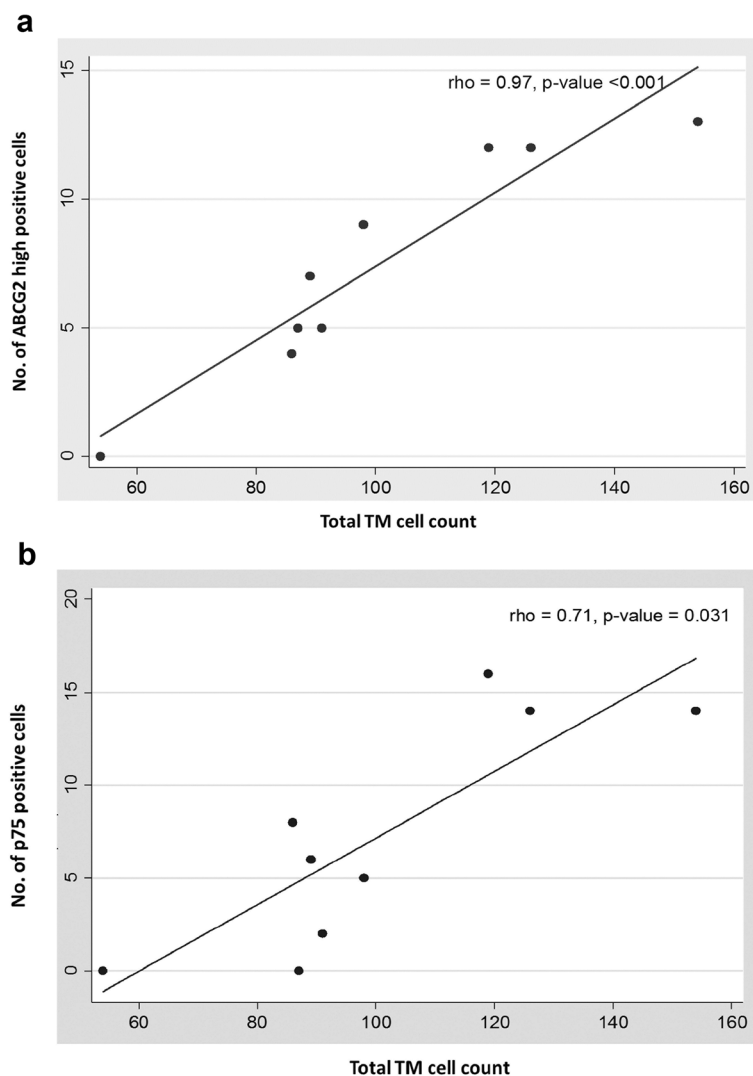 a
rho = 0.97, p-value <0.001
No. of ABCG2 high positive cells
15
10
5
0
60 80 100 120 140 160
Total TM cell count
b
rho = 0.71, p-value = 0.031
No. of p75 positive cells
20
15
10
5
0
60 80 100 120 140 160
Total TM cell count